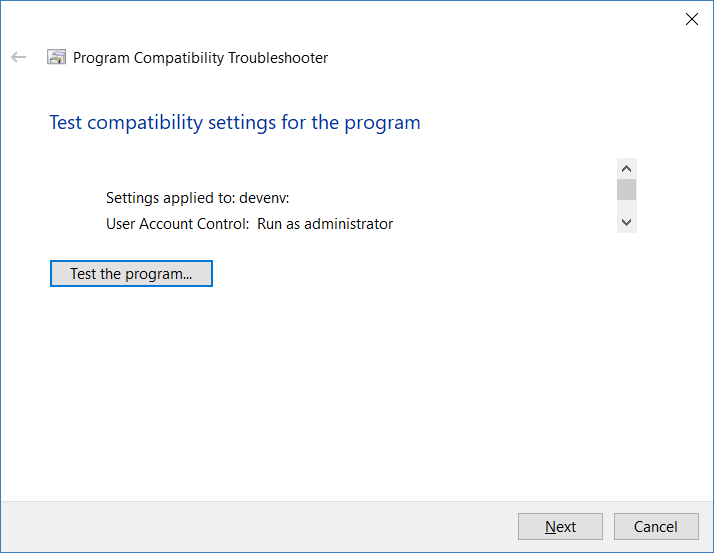 Program Compatibility Troubleshooter
Test compatibility settings for the program
Settings applied to: devenv:
User Account Control:  Run as administrator
Test the program...
Next
Cancel